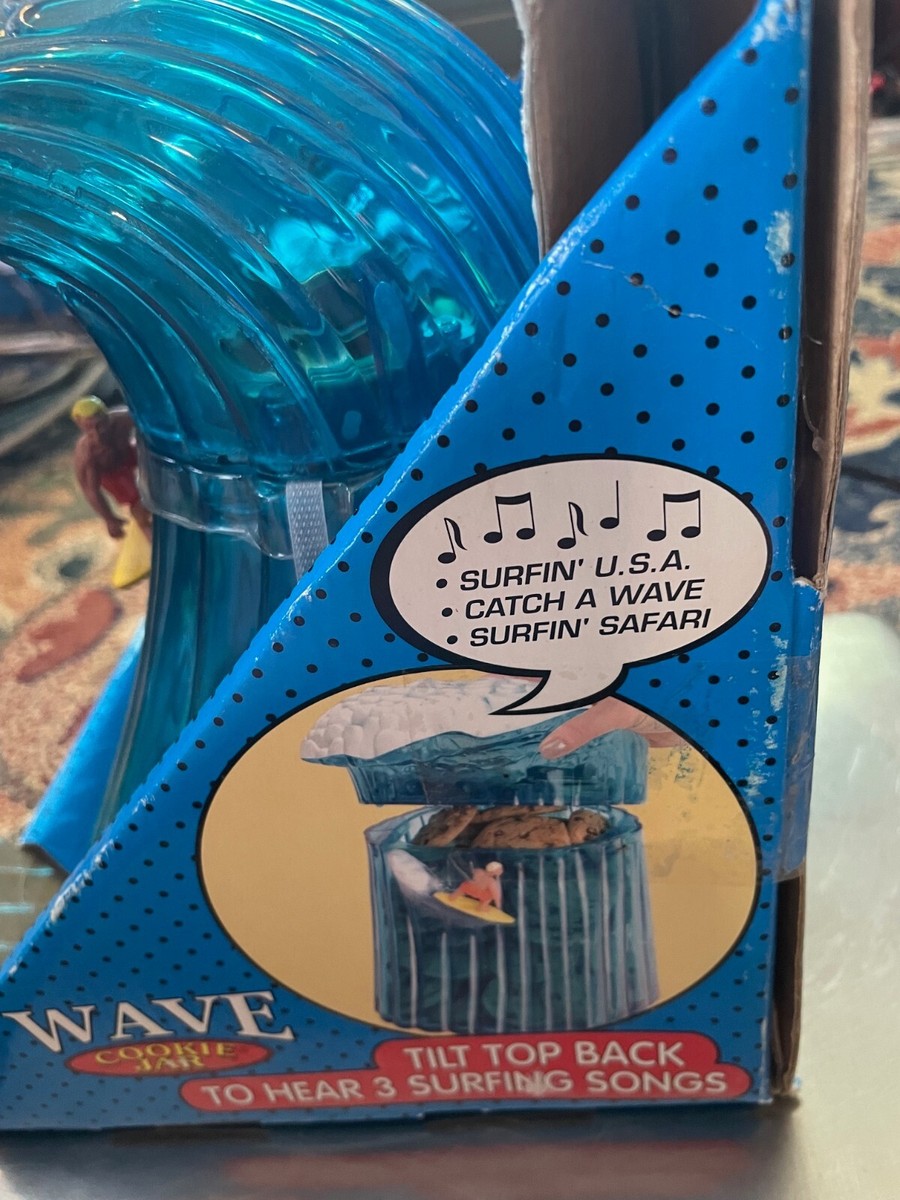 • SURFIN' U.S.A.
• CATCH A WAVE
• SURFIN' SAFARI
WAVE
COOKIE
JAR
TILT TOP BACK
TO HEAR 3 SURFING SONGS